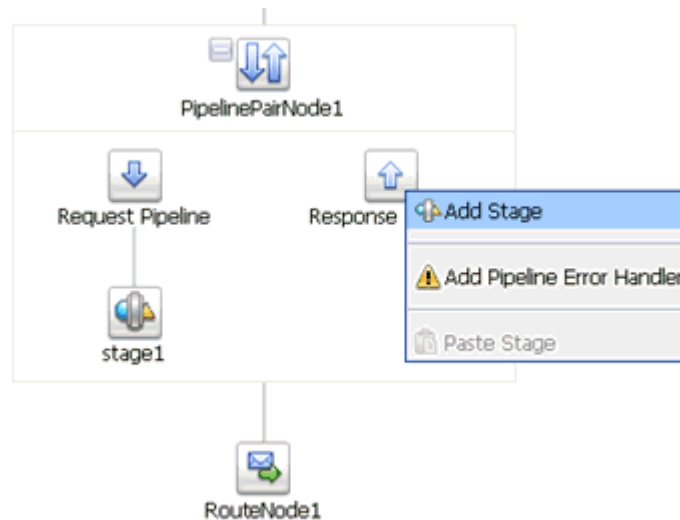 PipelinePairNode1
Request Pipeline
Response
Add Stage
Add Pipeline Error Handler
stage1
Paste Stage
RouteNode1